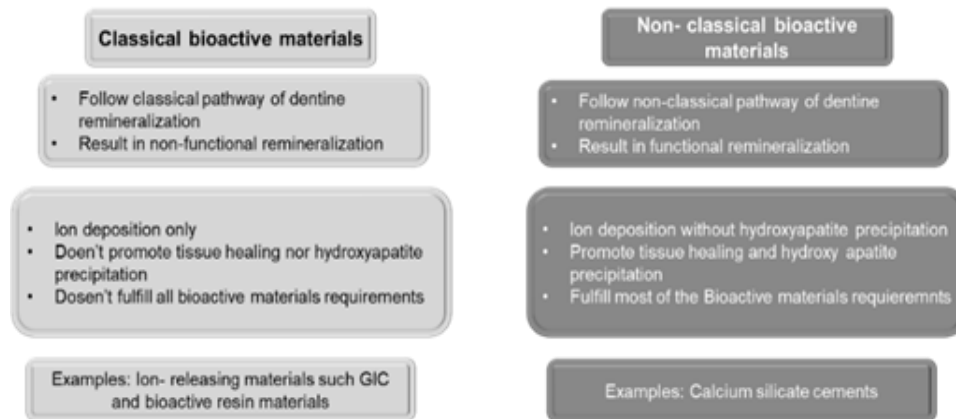 Classical bioactive materials
• Follow classical pathway of dentine
remineralization
• Result in non-functional remineralization
• Ion deposition only
• Doen't promote tissue healing nor hydroxyapatite
precipitation
• Dosen't fulfill all bioactive materials requirements
Examples: Ion- releasing materials such GIC
and bioactive resin materials
Non- classical bioactive
materials
• Follow non-classical pathway of dentine
remineralization
• Result in functional remineralization
• Ion deposition without hydroxyapatite precipitation
• Promote tissue healing and hydroxy apatite
precipitation
• Fulfill most of the Bioactive materials requieremnts
Examples: Calcium silicate cements